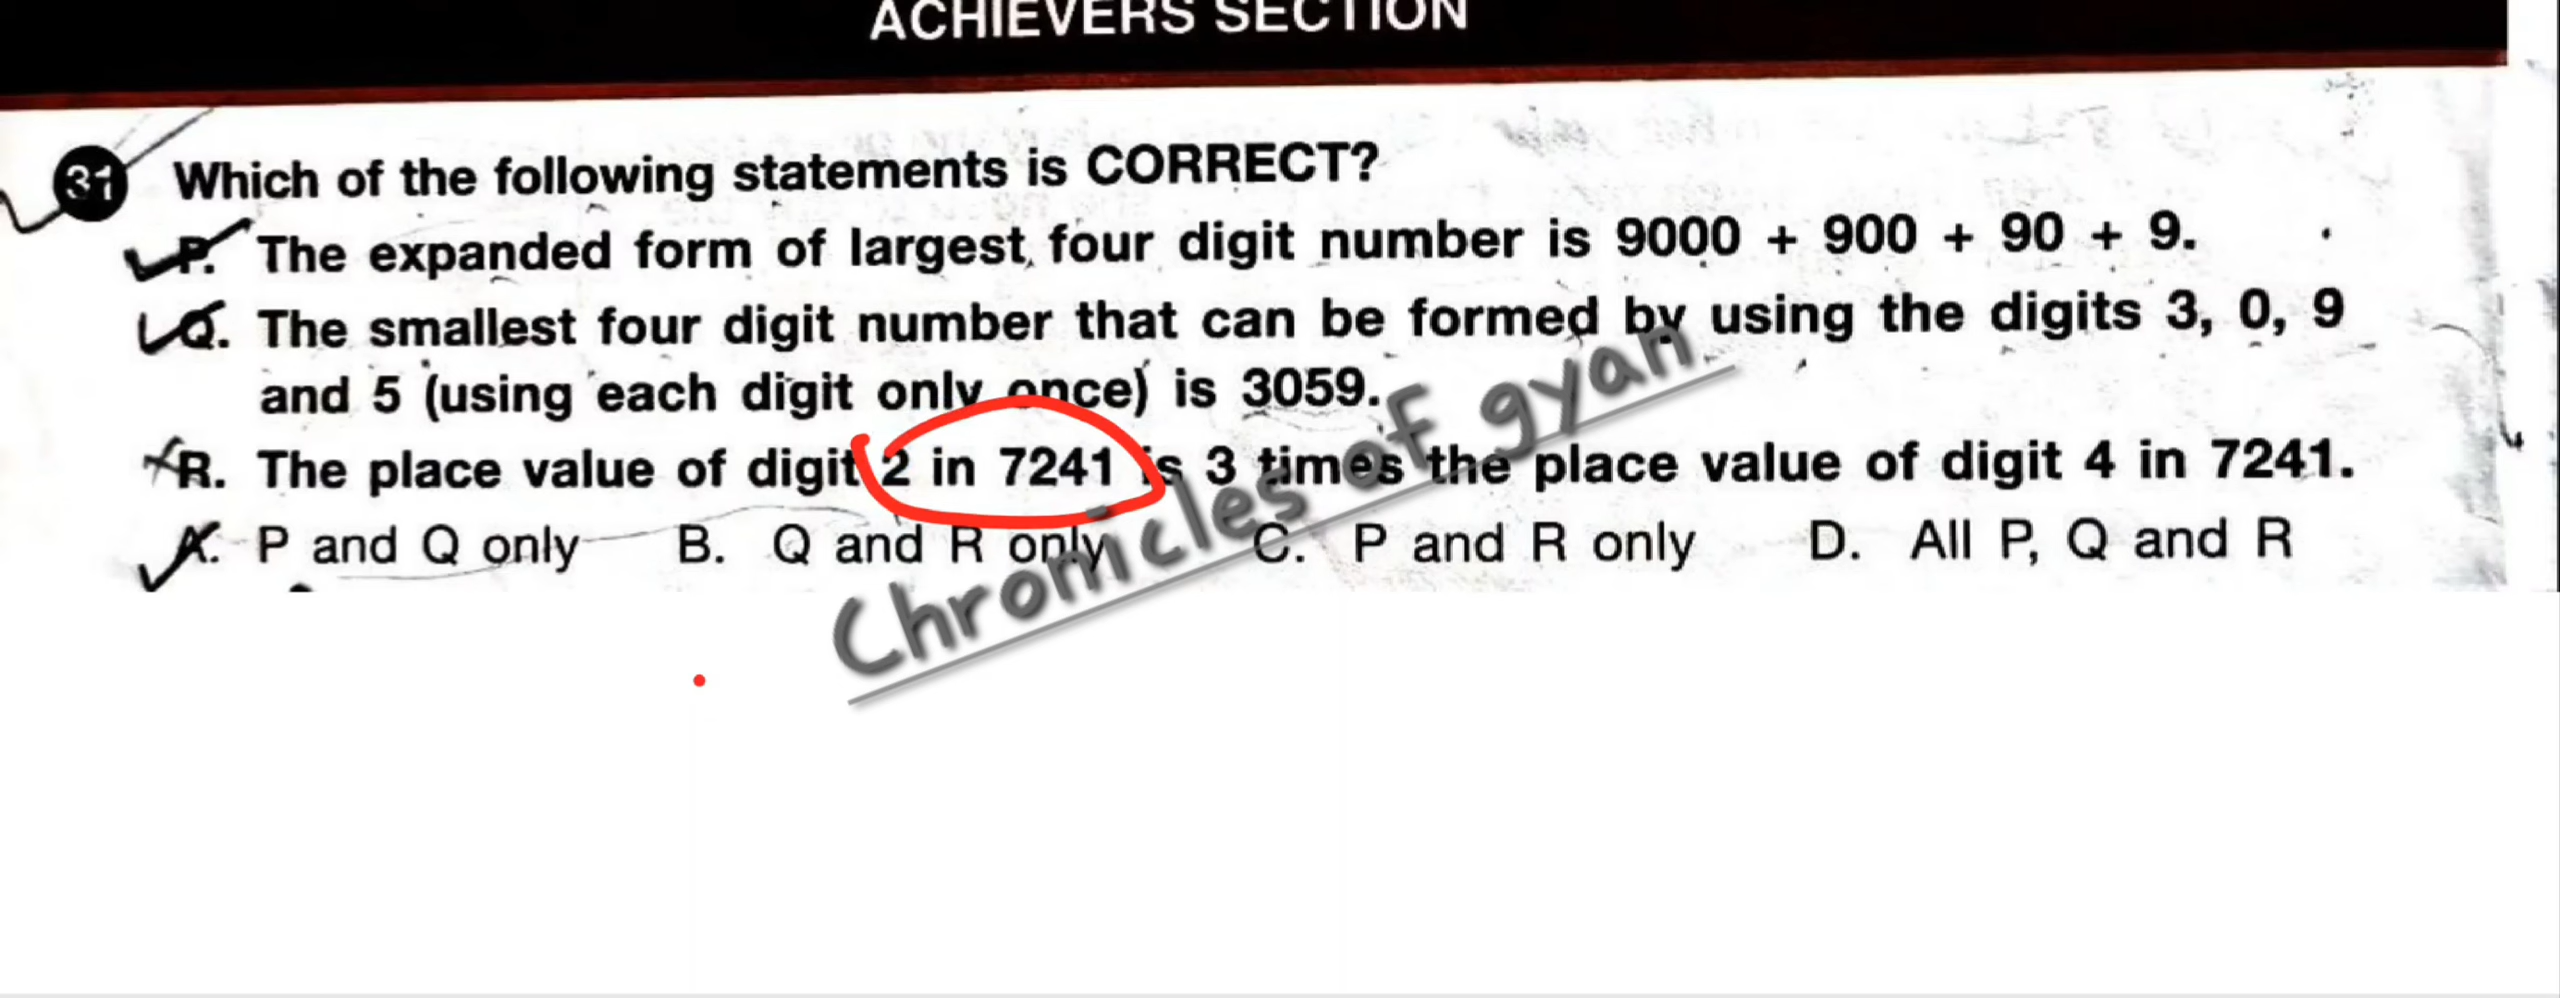 ACHIEVERS SECTION
31 Which of the following statements is CORRECT?
P. The expanded form of largest four digit number is 9000 + 900 + 90 + 9.
Q. The smallest four digit number that can be formed by using the digits 3, 0, 9
and 5 (using each digit only once) is 3059.
R. The place value of digit 2 in 7241 is 3 times the place value of digit 4 in 7241.
A. P and Q only B. Q and R only C. P and R only D. All P, Q and R
Chronicles of gyan